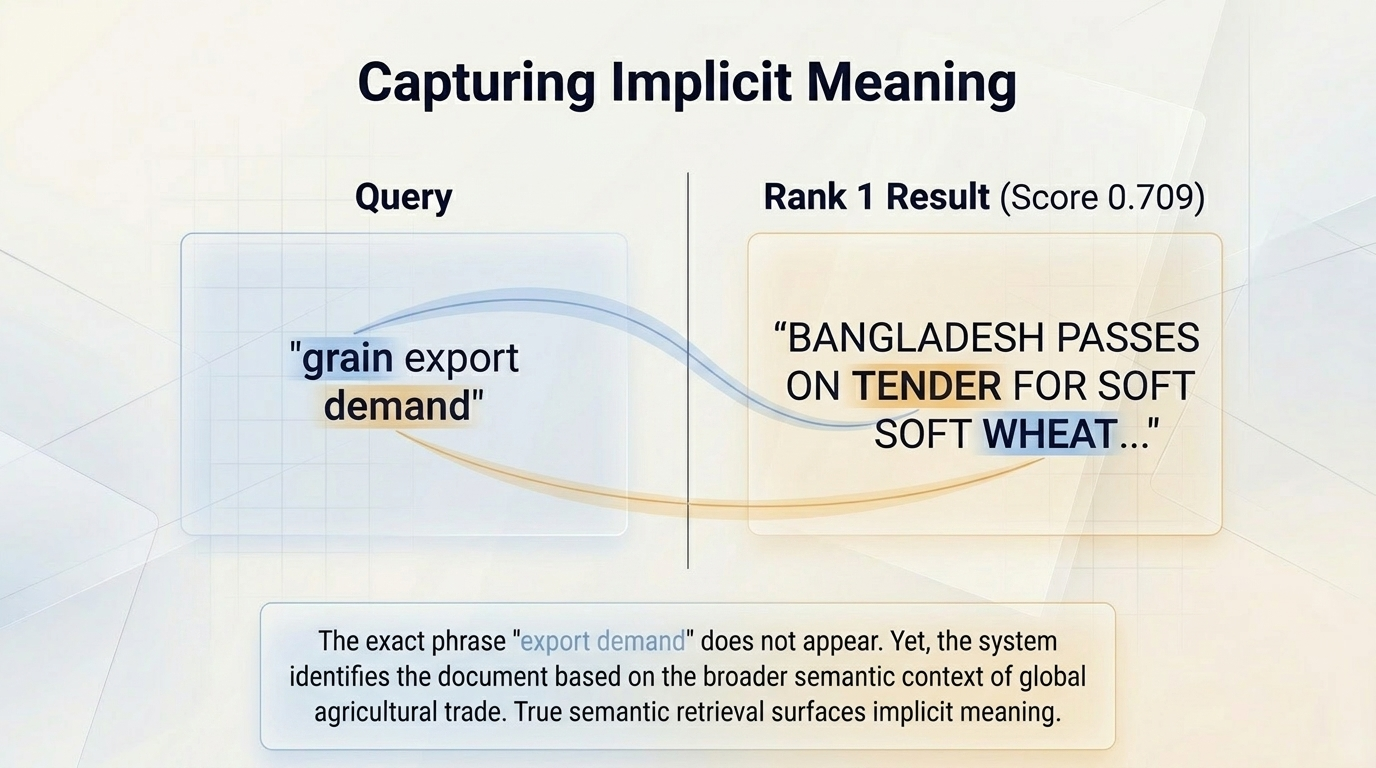 Capturing Implicit Meaning
Query
"grain export
demand"
Rank 1 Result (Score 0.709)
“BANGLADESH PASSES
ON TENDER FOR SOFT
SOFT WHEAT...”
The exact phrase "export demand" does not appear. Yet, the system
identifies the document based on the broader semantic context of global
agricultural trade. True semantic retrieval surfaces implicit meaning.